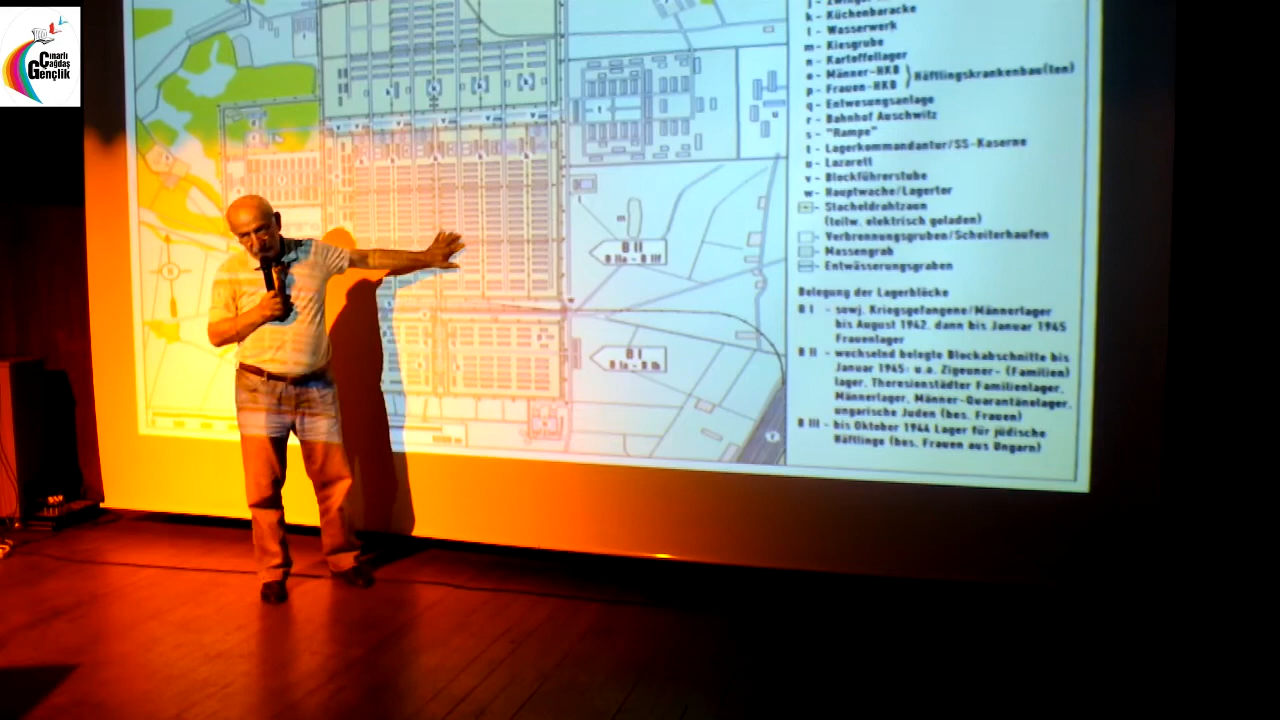 Çınarlı
Çağdaş
Gençlik
k - Küchenbaracke
l - Wasserwerk
m - Kiesgrube
n - Kartoffellager
o - Männer-HKB
p - Frauen-HKB
Häftlingskrankenbau(ten)
q - Entwesungsanlage
r - Bahnhof Auschwitz
s - "Rampe"
t - Lagerkommandantur/SS-Kaserne
u - Lazarett
v - Blockführerstube
w - Hauptwache/Lagertor
- Stacheldrahtzaun
(teilw. elektrisch geladen)
- Verbrennungsgruben/Scheiterhaufen
- Massengrab
- Entwässerungsgraben
Belegung der Lagerblöcke
B I - sowj. Kriegsgefangene/Männerlager
bis August 1942, dann bis Januar 1945
Frauenlager
B II - wechselnd belegte Blockabschnitte bis
Januar 1945: u.a. Zigeuner- (Familien)
lager, Theresienstädter Familienlager,
Männerlager, Männer-Quarantänelager,
ungarische Juden (bes. Frauen)
B III - bis Oktober 1944 Lager für jüdische
Häftlinge (bes. Frauen aus Ungarn)
B II
B IIa - B IIf
B I
B Ia - B Ib
m
u
N